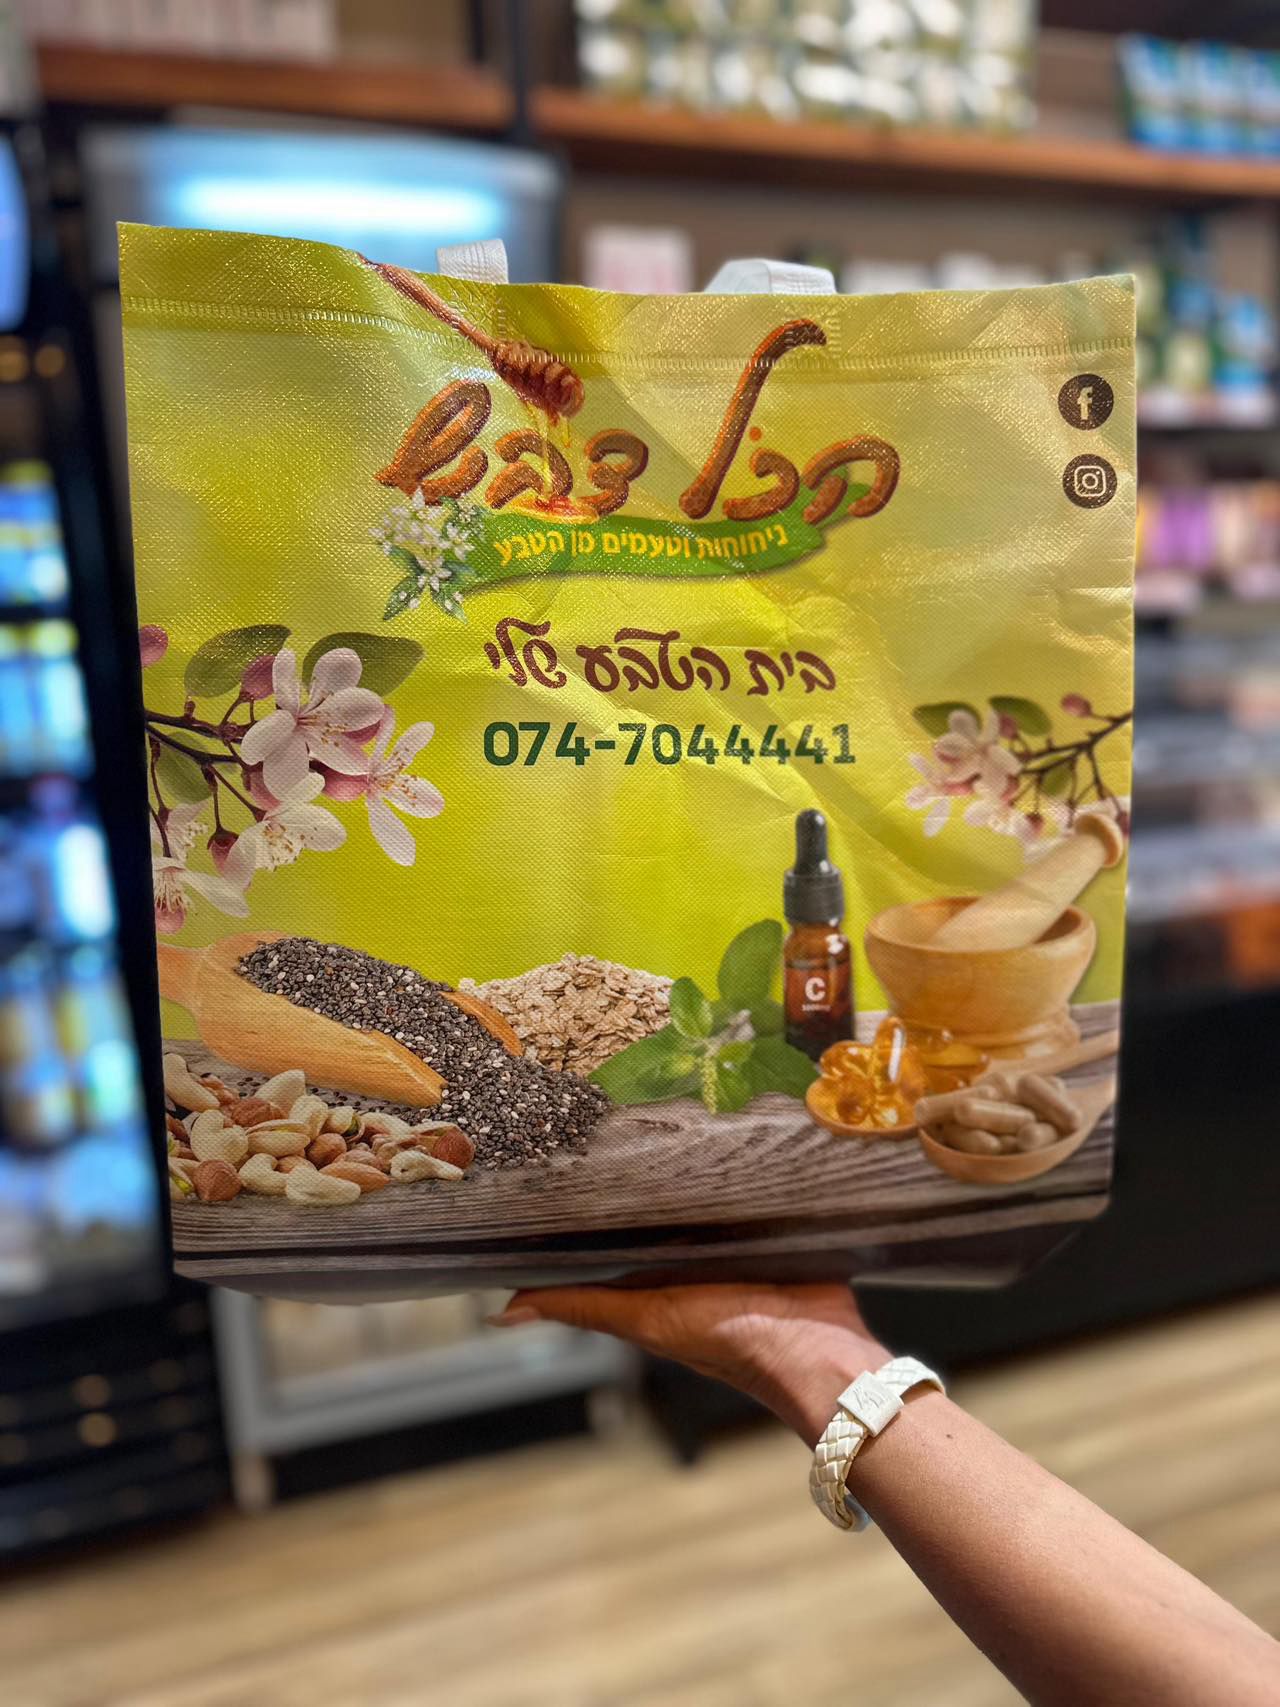 הכל דבש
ניחוחות וטעמים מן הטבע
בית הטבע שלי
074-7044441
C